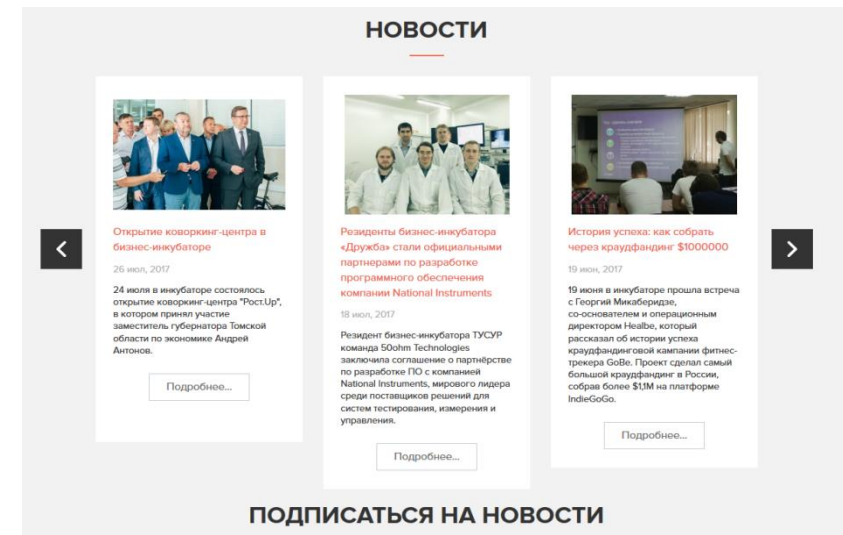 НОВОСТИ
Открытие коворкинг-центра в
бизнес-инкубаторе
26 июл, 2017
24 июля в инкубаторе состоялось
открытие коворкинг-центра "Рост.Up",
в котором принял участие
заместитель губернатора Томской
области по экономике Андрей
Антонов.
Подробнее...
Резиденты бизнес-инкубатора
«Дружба» стали официальными
партнерами по разработке
программного обеспечения
компании National Instruments
18 июл, 2017
Резидент бизнес-инкубатора ТУСУР
команда 50ohm Technologies
заключила соглашение о партнёрстве
по разработке ПО с компанией
National Instruments, мирового лидера
среди поставщиков решений для
систем тестирования, измерения и
управления.
Подробнее...
История успеха: как собрать
через краудфандинг $1000000
19 июн, 2017
19 июня в инкубаторе прошла встреча
с Георгий Микаберидзе,
со-основателем и операционным
директором Healbe, который
рассказал об истории успеха
краудфандинговой кампании фитнес-
трекера GoBe. Проект сделал самый
большой краудфандинг в России,
собрав более $1,1М на платформе
IndieGoGo.
Подробнее...
ПОДПИСАТЬСЯ НА НОВОСТИ